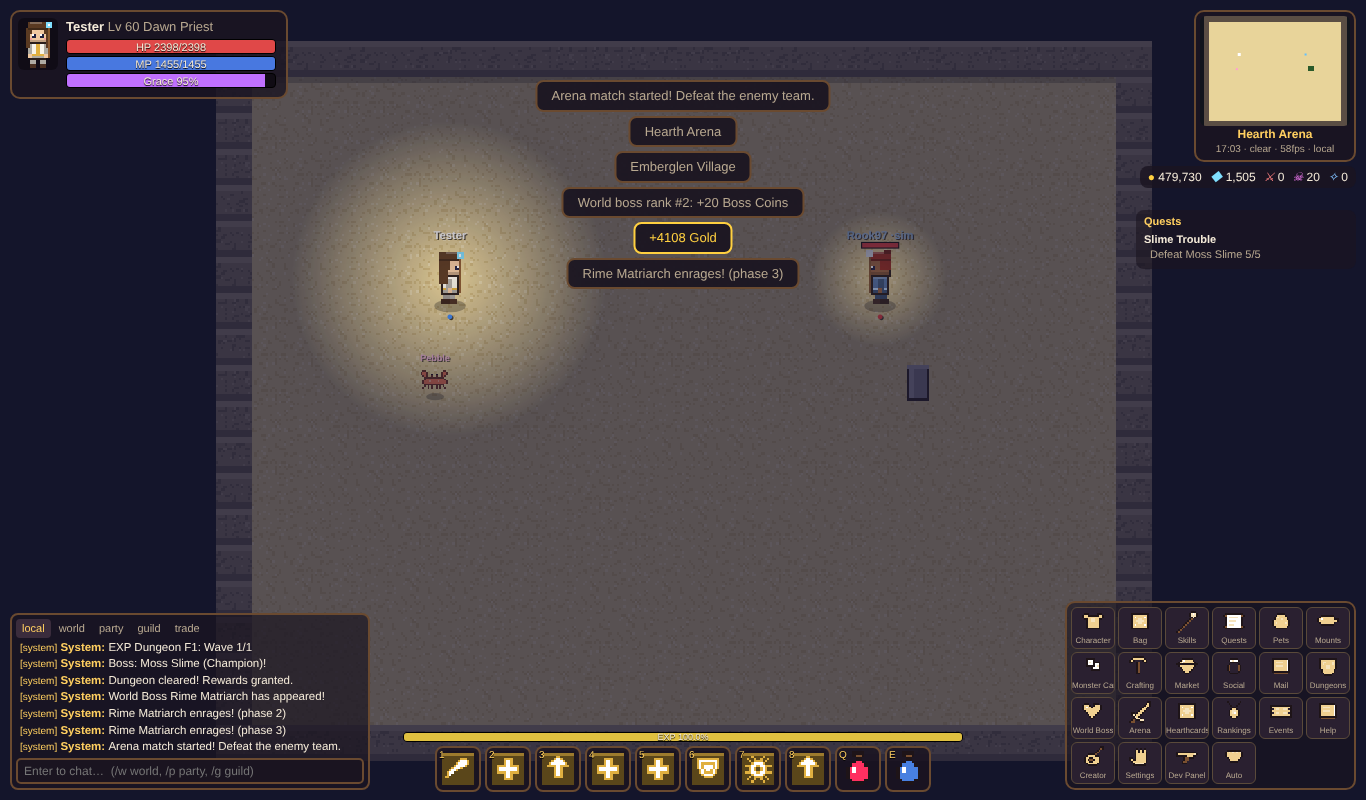 Tester Lv 60 Dawn Priest
HP 2398/2398
MP 1455/1455
Grace 95%
Arena match started! Defeat the enemy team.
Hearth Arena
Emberglen Village
World boss rank #2: +20 Boss Coins
+4108 Gold
Rime Matriarch enrages! (phase 3)
Hearth Arena
17:03 · clear · 58fps · local
479,730 1,505 0 20 0
Quests
Slime Trouble
Defeat Moss Slime 5/5
Tester
Rook97 ·sim
Pebble
local world party guild trade
[system] System: EXP Dungeon F1: Wave 1/1
[system] System: Boss: Moss Slime (Champion)!
[system] System: Dungeon cleared! Rewards granted.
[system] System: World Boss Rime Matriarch has appeared!
[system] System: Rime Matriarch enrages! (phase 2)
[system] System: Rime Matriarch enrages! (phase 3)
[system] System: Arena match started! Defeat the enemy team.
Enter to chat… (/w world, /p party, /g guild)
EXP 100.0%
1 2 3 4 5 6 7 8 Q – E –
Character Bag Skills Quests Pets Mounts
Monster Ca Crafting Market Social Mail Dungeons
World Boss Arena Hearthcards Rankings Events Help
Creator Settings Dev Panel Auto